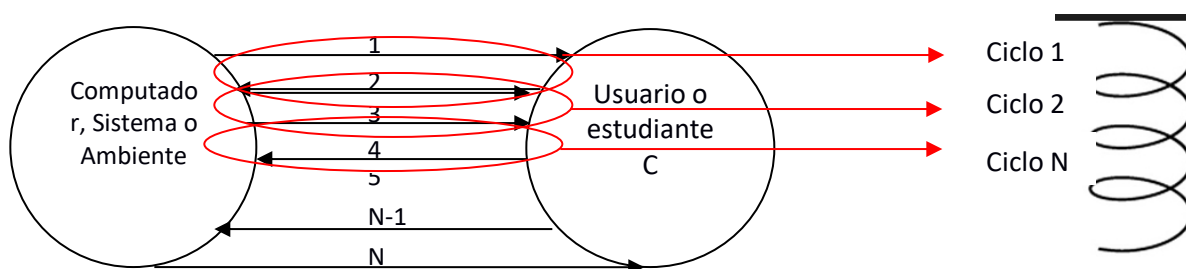 Computado
r, Sistema o
Ambiente
1
2
3
4
5
N-1
N
Usuario o
estudiante
C
Ciclo 1
Ciclo 2
Ciclo N